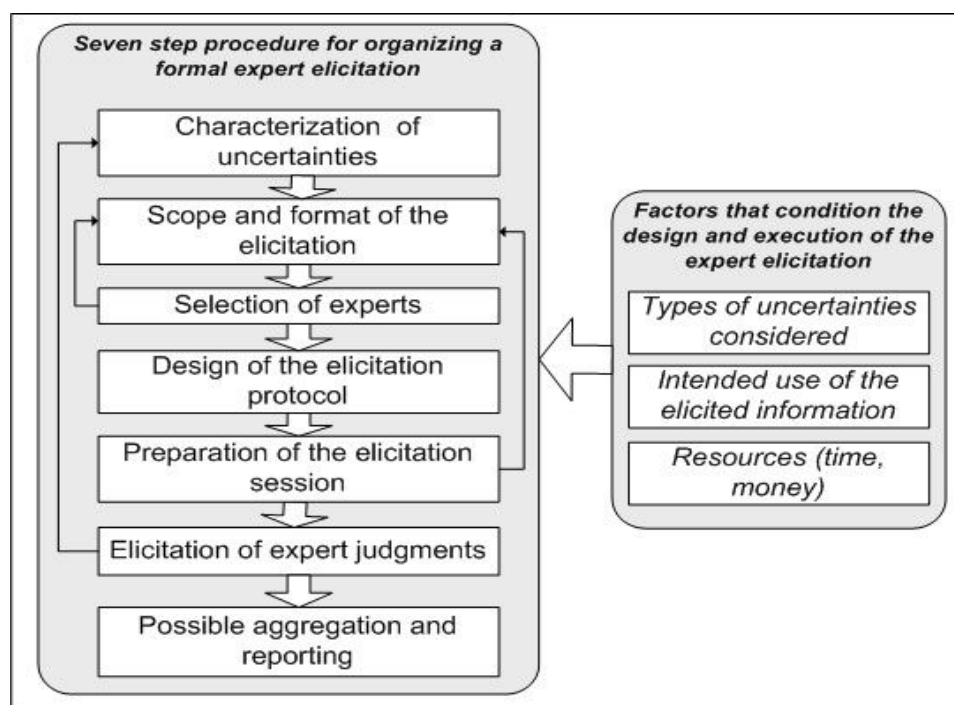 Seven step procedure for organizing a
formal expert elicitation
Characterization of
uncertainties
Scope and format of the
elicitation
Selection of experts
Design of the elicitation
protocol
Preparation of the elicitation
session
Elicitation of expert judgments
Possible aggregation and
reporting
Factors that condition the
design and execution of the
expert elicitation
Types of uncertainties
considered
Intended use of the
elicited information
Resources (time,
money)